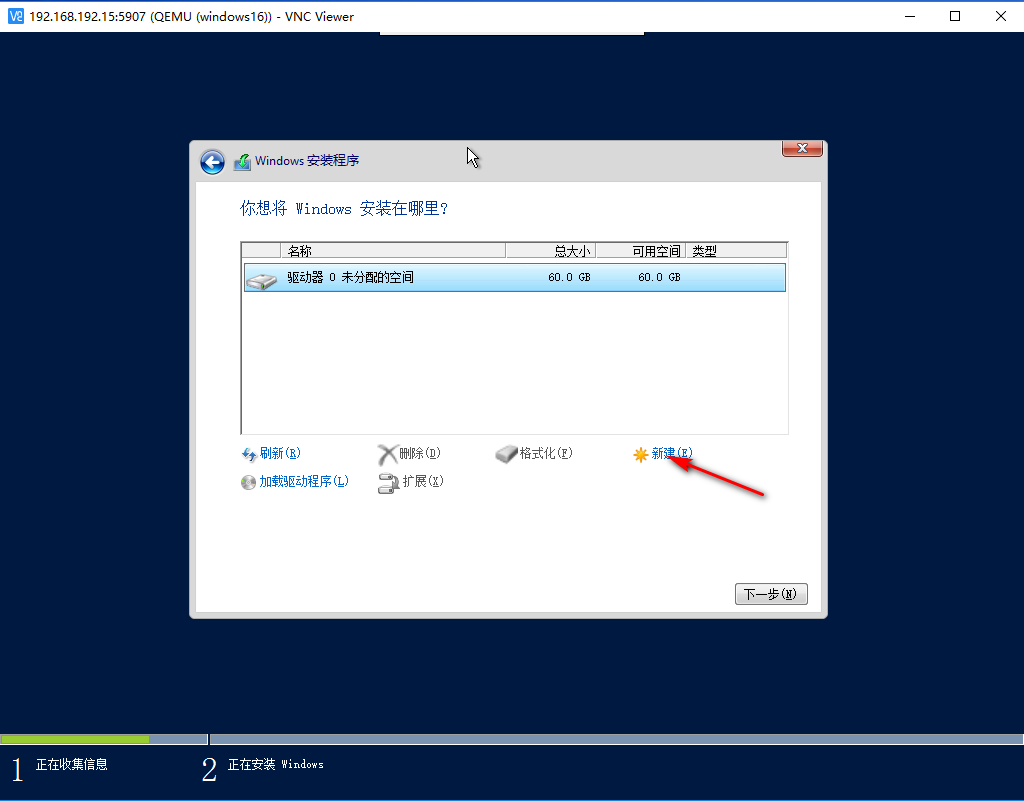 192.168.192.15:5907 (QEMU (windows16)) - VNC Viewer
Windows 安装程序
你想将 Windows 安装在哪里?
名称 总大小 可用空间 类型
驱动器 0 未分配的空间 60.0 GB 60.0 GB
刷新(R) 删除(D) 格式化(F) 新建(E)
加载驱动程序(L) 扩展(X)
下一步(N)
1 正在收集信息 2 正在安装 Windows